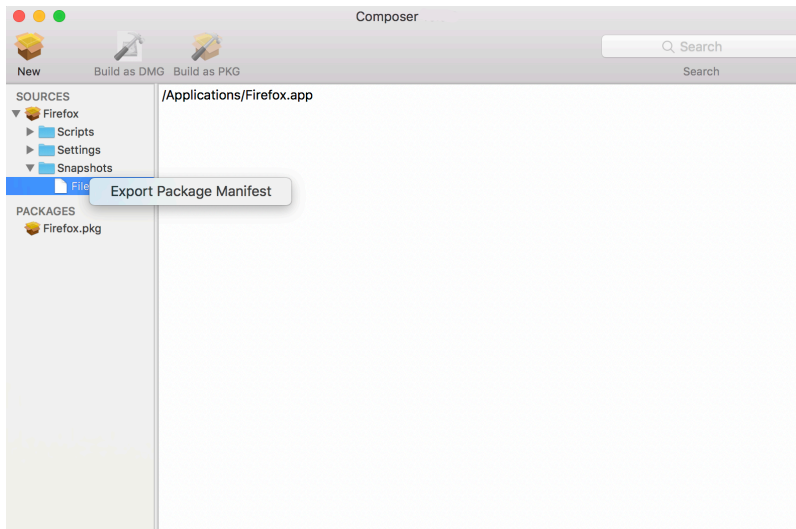 Composer
New
Build as DMG
Build as PKG
Search
Search
SOURCES
Firefox
Scripts
Settings
Snapshots
File
Export Package Manifest
PACKAGES
Firefox.pkg
/Applications/Firefox.app